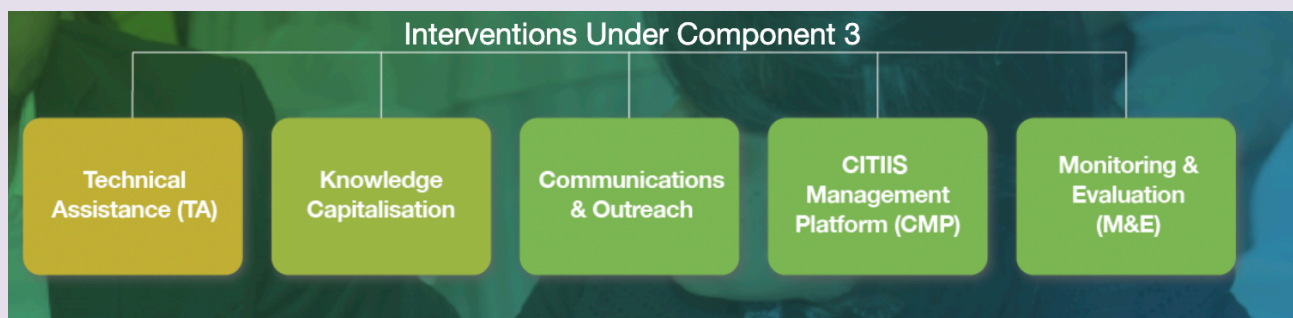 Interventions Under Component 3
Technical
Assistance (TA)
Knowledge
Capitalisation
Communications
& Outreach
CITIIS
Management
Platform (CMP)
Monitoring &
Evaluation
(M&E)